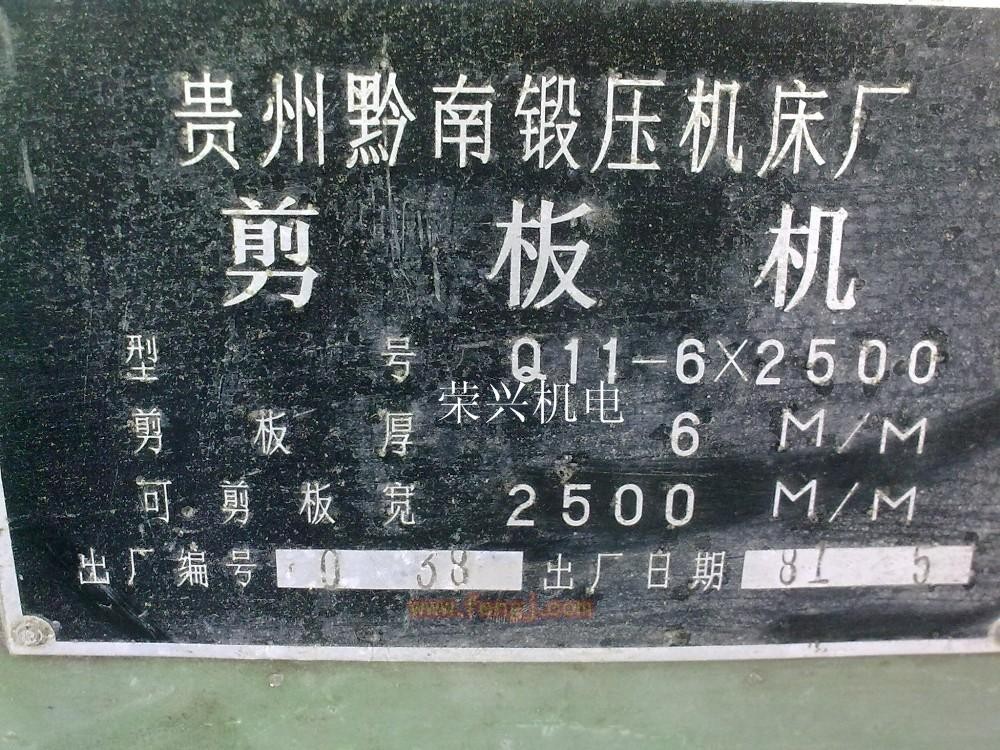 贵州黔南锻压机床厂
剪板机
型号 Q11-6×2500
荣兴机电
剪板厚 6 M/M
可剪板宽 2500 M/M
出厂编号 0 38 出厂日期 81 5
www.fengj.com